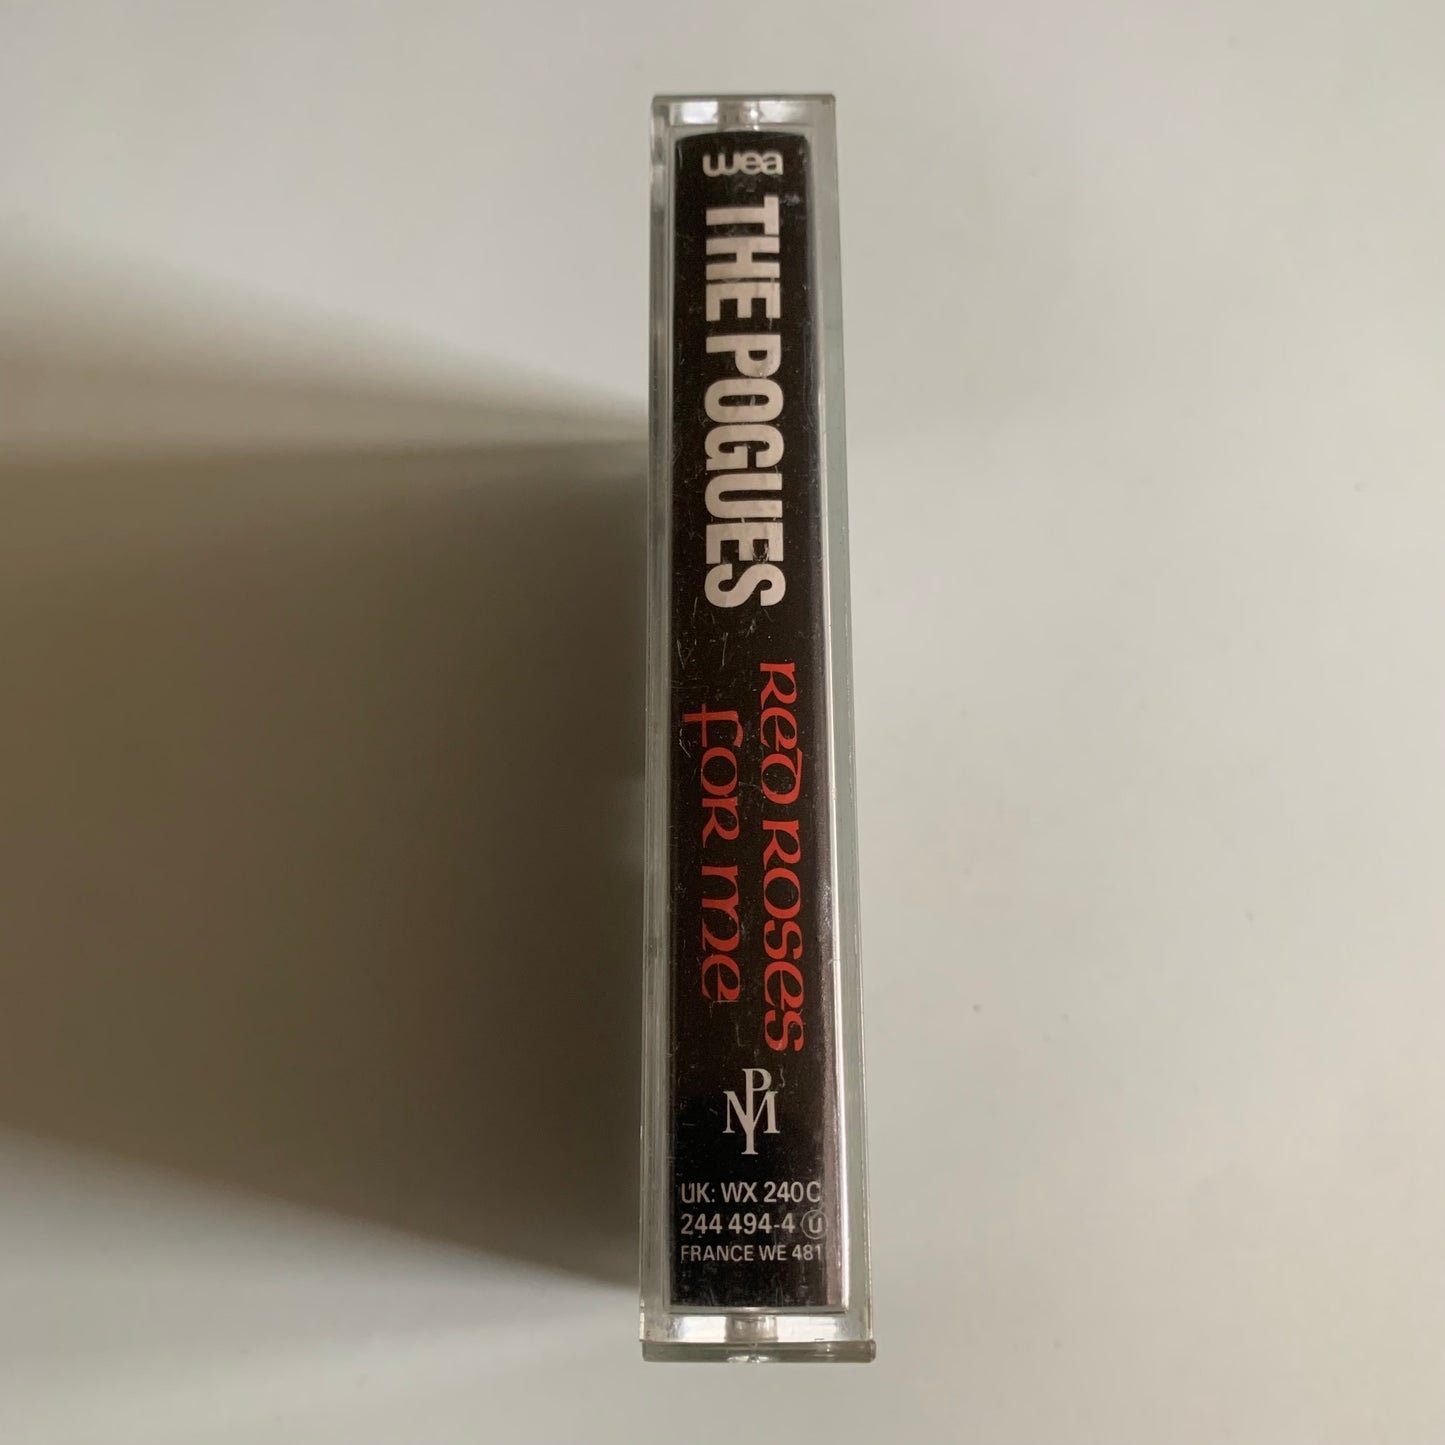 wea
THE POGUES
RED ROSES
FOR ME
PM
UK: WX 240C
244 494-4 U
FRANCE WE 481